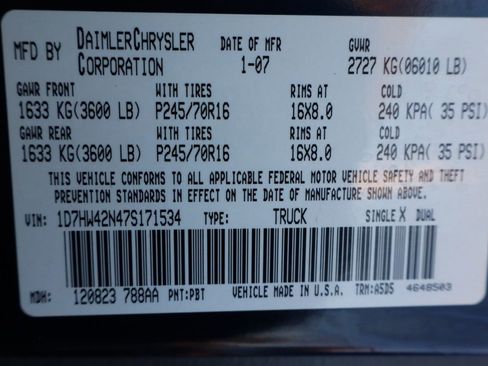 MFD BY DAIMLERCHRYSLER CORPORATION DATE OF MFR 1-07 GVWR 2727 KG(06010 LB)
GAWR FRONT WITH TIRES RIMS AT COLD
1633 KG(3600 LB) P245/70R16 16X8.0 240 KPA( 35 PSI)
GAWR REAR WITH TIRES RIMS AT COLD
1633 KG(3600 LB) P245/70R16 16X8.0 240 KPA( 35 PSI)
THIS VEHICLE CONFORMS TO ALL APPLICABLE FEDERAL MOTOR VEHICLE SAFETY AND THEFT
PREVENTION STANDARDS IN EFFECT ON THE DATE OF MANUFACTURE SHOWN ABOVE.
VIN: 1D7HW42N47S171534 TYPE: TRUCK SINGLE X DUAL
MDH: 120823 788AA PNT:PBT VEHICLE MADE IN U.S.A. TRM:A5D5 4648503